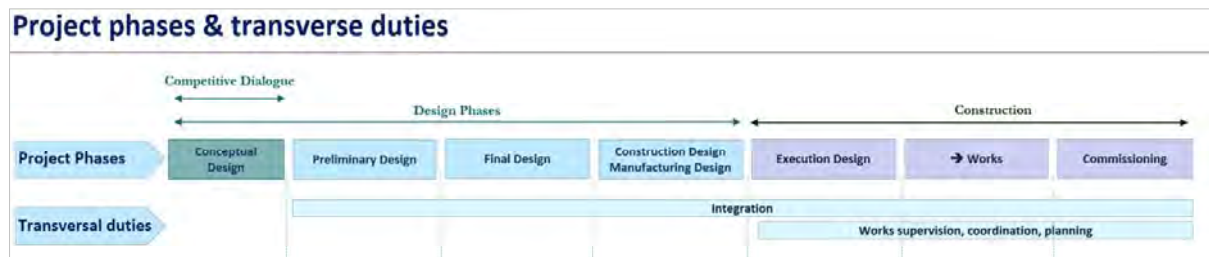 Project phases & transverse duties
Competitive Dialogue
Design Phases
Construction
Project Phases
Conceptual
Design
Preliminary Design
Final Design
Construction Design
Manufacturing Design
Execution Design
➔ Works
Commissioning
Transversal duties
Integration
Works supervision, coordination, planning